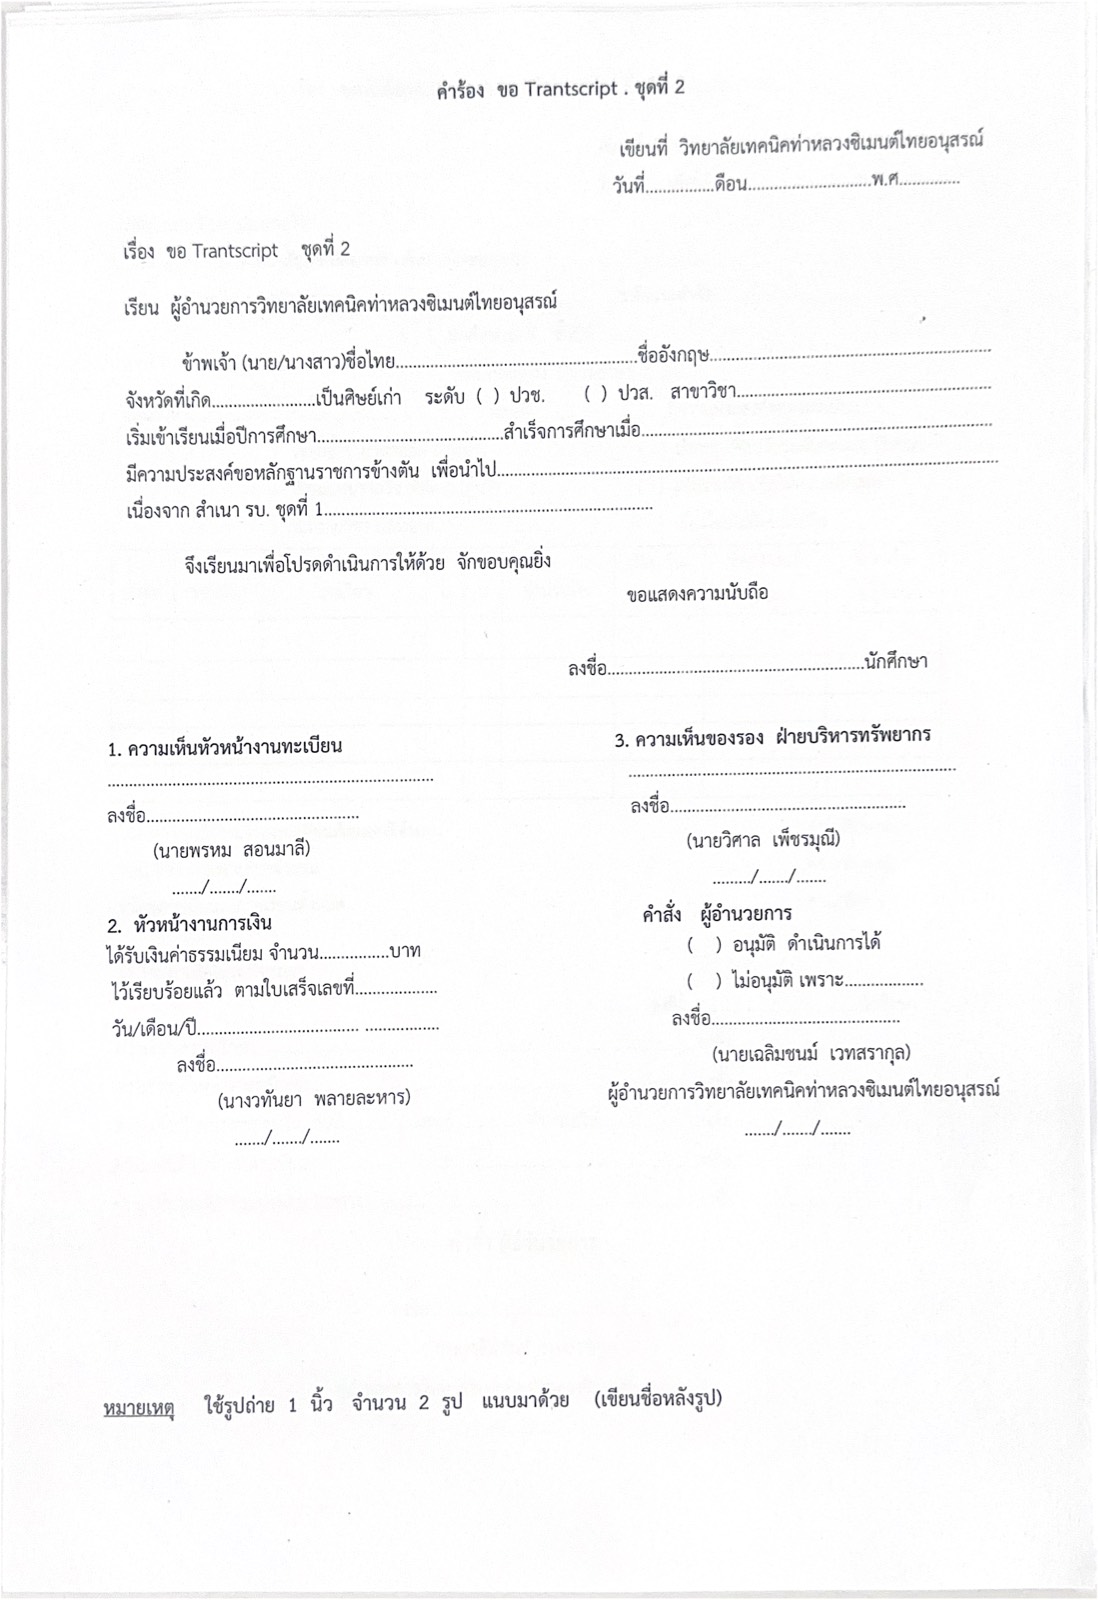 คำร้อง ขอ Trantscript . ชุดที่ 2
เขียนที่ วิทยาลัยเทคนิคท่าหลวงซิเมนต์ไทยอนุสรณ์
วันที่................เดือน.............................พ.ศ..............
เรื่อง ขอ Trantscript ชุดที่ 2
เรียน ผู้อำนวยการวิทยาลัยเทคนิคท่าหลวงซิเมนต์ไทยอนุสรณ์
ข้าพเจ้า (นาย/นางสาว)ชื่อไทย........................................................ชื่ออังกฤษ.................................................................
จังหวัดที่เกิด........................เป็นศิษย์เก่า ระดับ ( ) ปวช. ( ) ปวส. สาขาวิชา...........................................................
เริ่มเข้าเรียนเมื่อปีการศึกษา...........................................สำเร็จการศึกษาเมื่อ.................................................................................
มีความประสงค์ขอหลักฐานราชการข้างต้น เพื่อนำไป...................................................................................................................
เนื่องจาก สำเนา รบ. ชุดที่ 1............................................................................
จึงเรียนมาเพื่อโปรดดำเนินการให้ด้วย จักขอบคุณยิ่ง
ขอแสดงความนับถือ
ลงชื่อ...........................................................นักศึกษา
1. ความเห็นหัวหน้างานทะเบียน
...........................................................................
ลงชื่อ.................................................
(นายพรหม สอนมาลี)
......./......./.......
2. หัวหน้างานการเงิน
ได้รับเงินค่าธรรมเนียม จำนวน................บาท
ไว้เรียบร้อยแล้ว ตามใบเสร็จเลขที่...................
วัน/เดือน/ปี..................................... .................
ลงชื่อ.............................................
(นางวทันยา พลายละหาร)
......./......./.......
3. ความเห็นของรอง ฝ่ายบริหารทรัพยากร
...........................................................................
ลงชื่อ......................................................
(นายวิศาล เพ็ชรมุณี)
........./......./.......
คำสั่ง ผู้อำนวยการ
( ) อนุมัติ ดำเนินการได้
( ) ไม่อนุมัติ เพราะ..................
ลงชื่อ...........................................
(นายเฉลิมชนม์ เวทสรากุล)
ผู้อำนวยการวิทยาลัยเทคนิคท่าหลวงซิเมนต์ไทยอนุสรณ์
......./......./.......
หมายเหตุ ใช้รูปถ่าย 1 นิ้ว จำนวน 2 รูป แนบมาด้วย (เขียนชื่อหลังรูป)